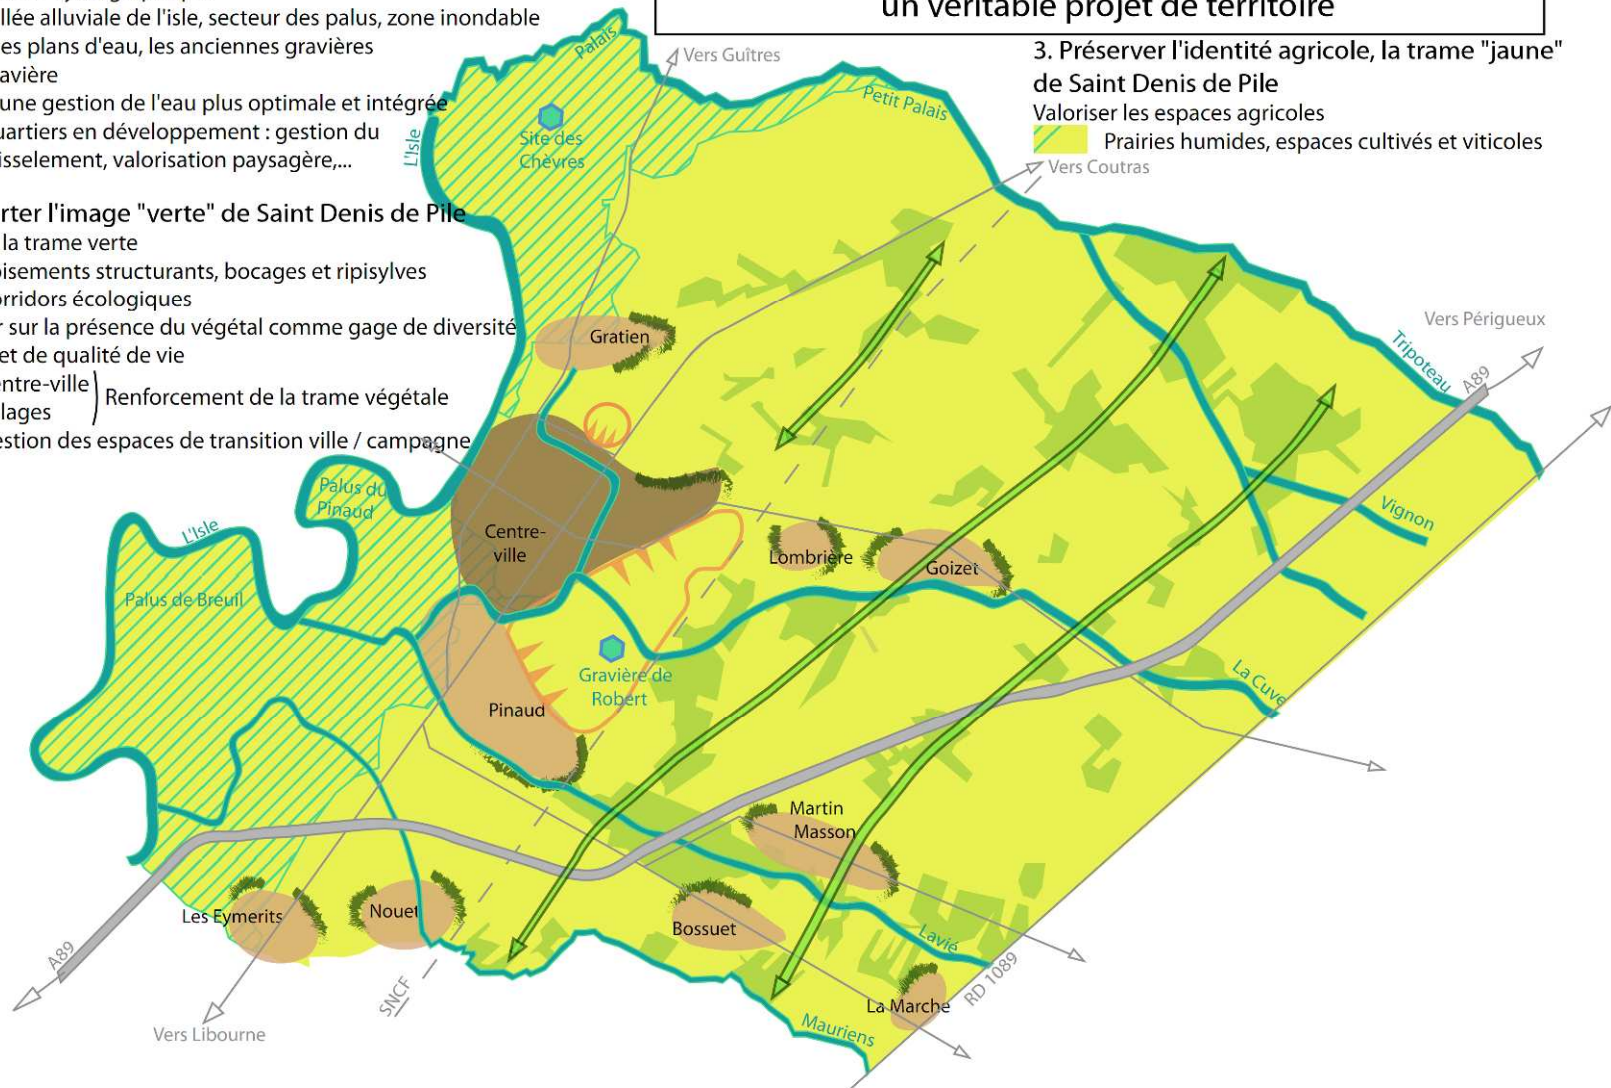 un véritable projet de territoire
llée alluviale de l'isle, secteur des palus, zone inondable
es plans d'eau, les anciennes gravières
avière
une gestion de l'eau plus optimale et intégrée
uartiers en développement : gestion du
isselement, valorisation paysagère,...
rter l'image "verte" de Saint Denis de Pile
la trame verte
oisements structurants, bocages et ripisylves
orridors écologiques
r sur la présence du végétal comme gage de diversité
et de qualité de vie
entre-ville
lages
Renforcement de la trame végétale
estion des espaces de transition ville / campagne
3. Préserver l'identité agricole, la trame "jaune"
de Saint Denis de Pile
Valoriser les espaces agricoles
Prairies humides, espaces cultivés et viticoles
Palais
Vers Guîtres
Petit Palais
L'Isle
Site des
Chèvres
Vers Coutras
Vers Périgueux
Tripoteau
A89
Gratien
Palus du
Pinaud
L'Isle
Centre-
ville
Lombrière
Goizet
Vignon
Palus de Breuil
Gravière de
Robert
La Cuve
Pinaud
Martin
Masson
Les Eymerits
Nouet
Bossuet
Lavié
A89
SNCF
RD 1089
La Marche
Vers Libourne
Mauriens